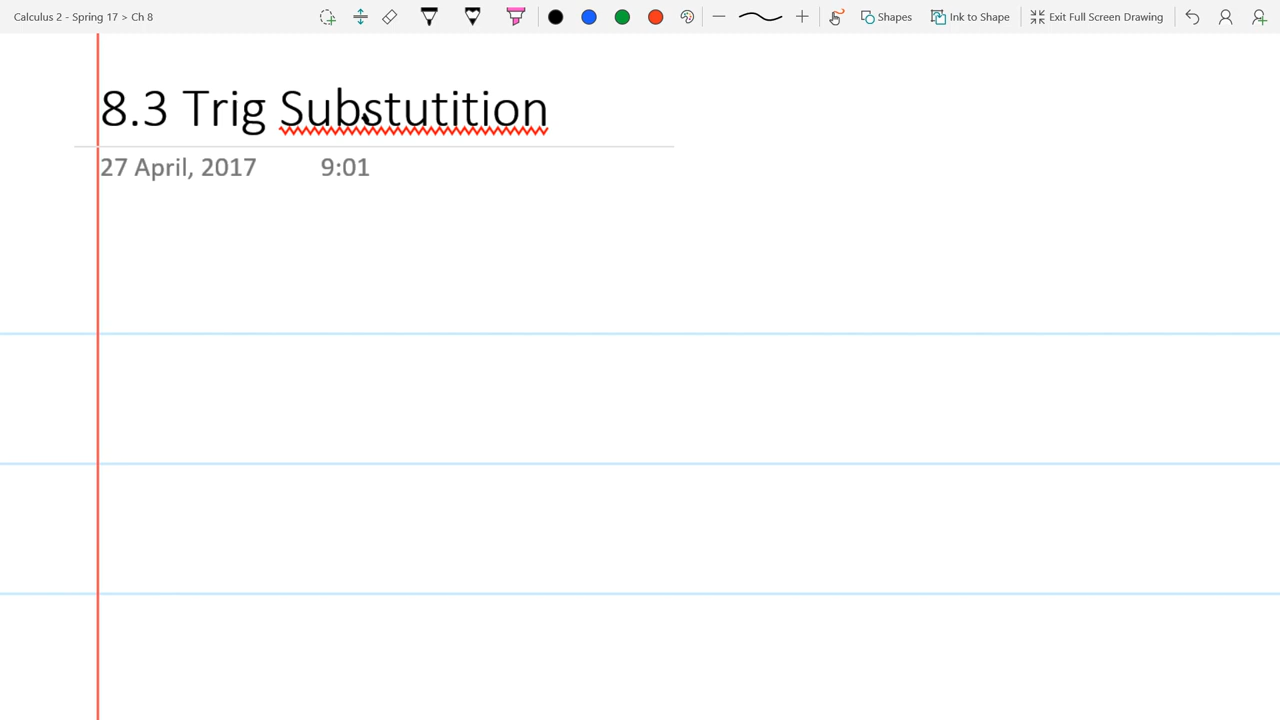 Calculus 2 - Spring 17 > Ch 8
Shapes
Ink to Shape
Exit Full Screen Drawing
8.3 Trig Substutition
27 April, 2017 9:01